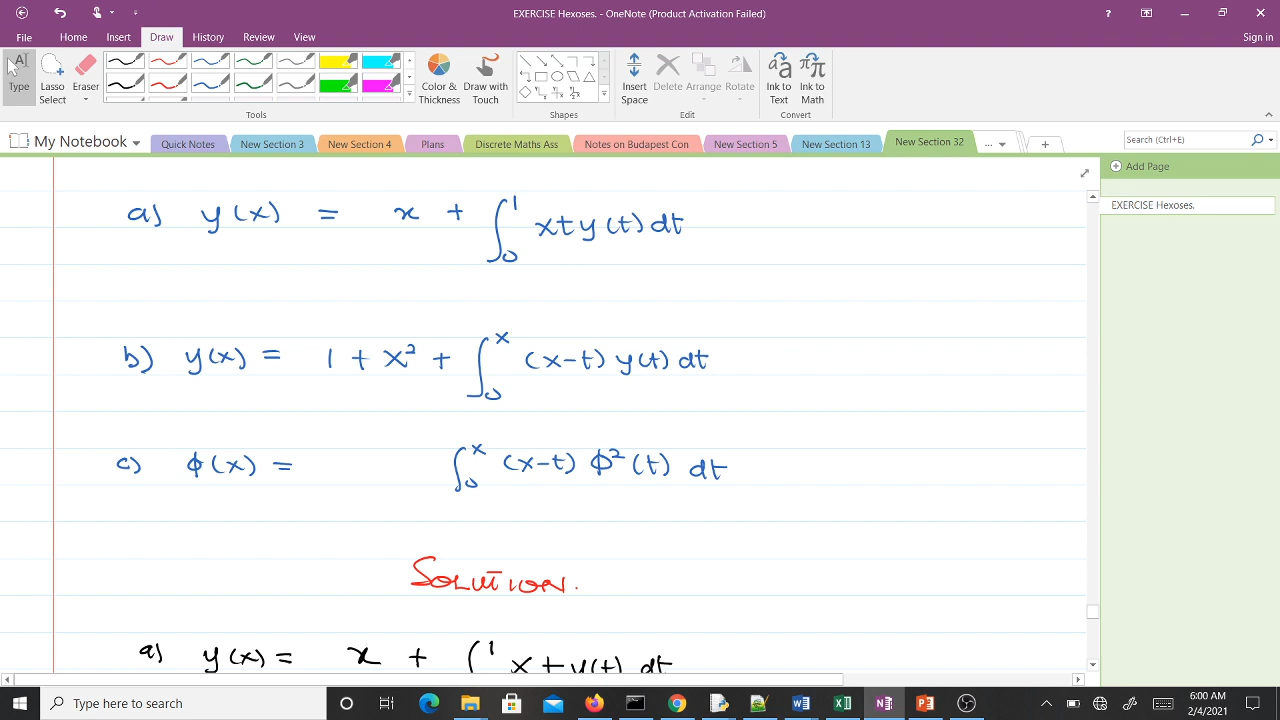 EXERCISE Hexoses. - OneNote (Product Activation Failed)
File Home Insert Draw History Review View Sign in
Type Lasso Select Eraser Color & Thickness Draw with Touch Insert Space Delete Arrange Rotate Ink to Text Ink to Math
Tools Shapes Edit Convert
My Notebook Quick Notes New Section 3 New Section 4 Plans Discrete Maths Ass Notes on Budapest Con New Section 5 New Section 13 New Section 32 ... Search (Ctrl+E)
Add Page
EXERCISE Hexoses.
a) y(x) = x + ∫₀¹ xt y(t) dt
b) y(x) = 1 + x² + ∫₀ˣ (x-t) y(t) dt
c) ϕ(x) = ∫₀ˣ (x-t) ϕ²(t) dt
SOLUTION.
a) y(x) = x + ∫¹ x t y(t) dt
Type here to search
6:00 AM
2/4/2021